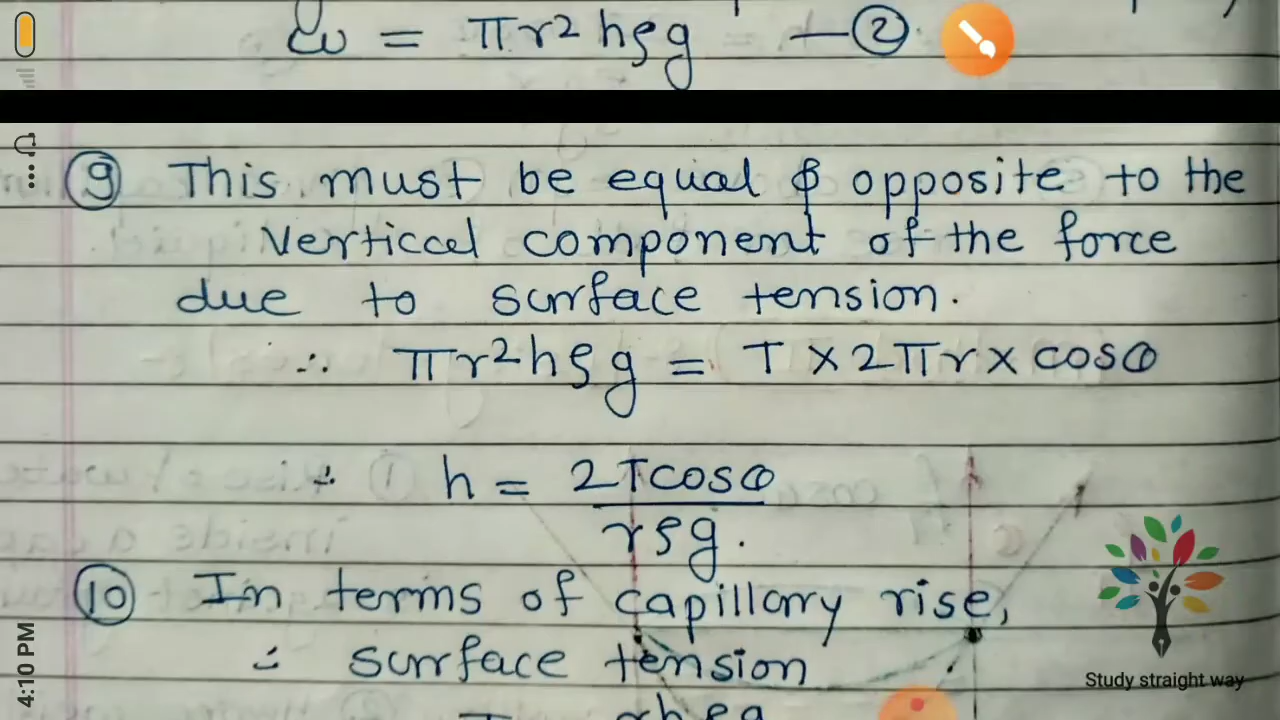 ω = πr²hρg —②
⑨ This must be equal & opposite to the
vertical component of the force
due to surface tension.
∴ πr²hρg = T × 2πr × cosθ
∴ h = 2Tcosθ
rρg.
⑩ In terms of capillary rise,
∴ surface tension
rhρg
Study straight way
4:10 PM